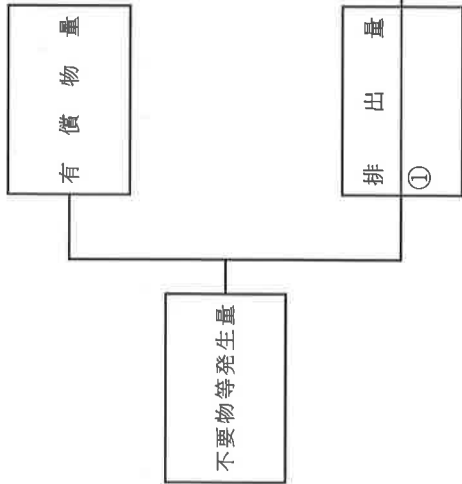 不要物等発生量
有償物量
排出量
①